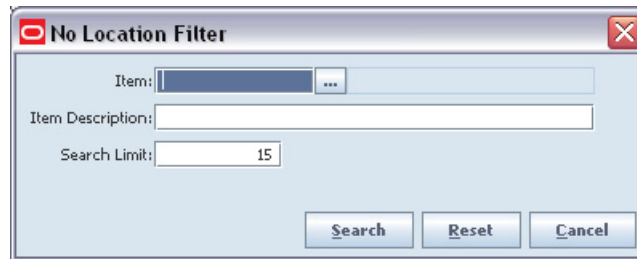 No Location Filter
Item: ...
Item Description:
Search Limit: 15
Search Reset Cancel